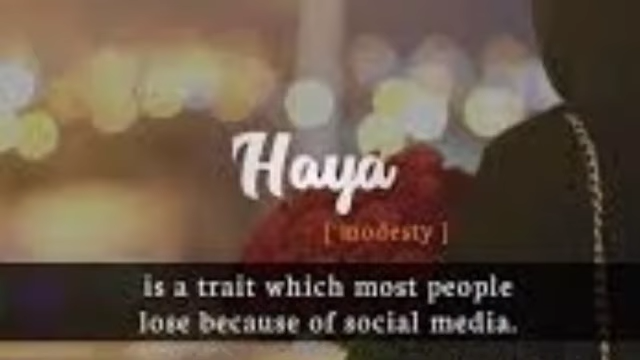 Haya
[ modesty ]
is a trait which most people
lose because of social media.